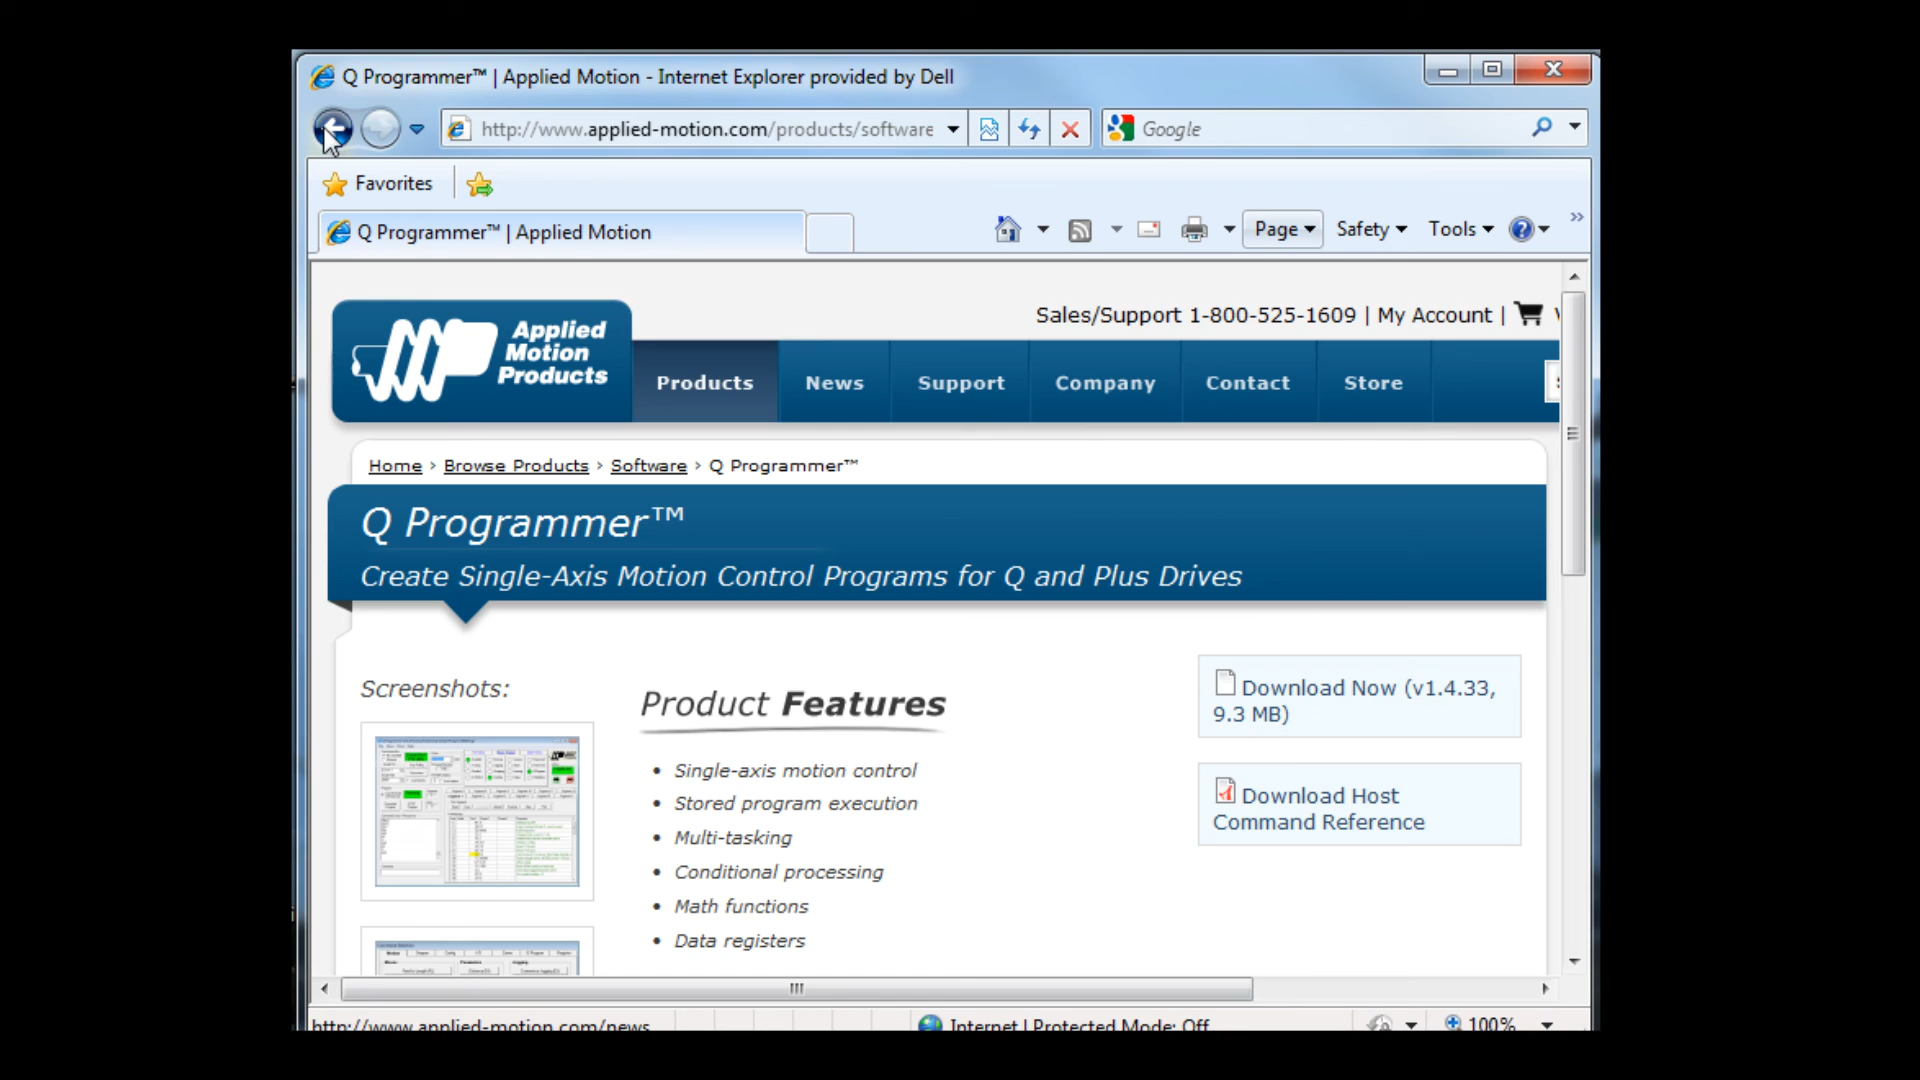 Q Programmer™ | Applied Motion - Internet Explorer provided by Dell
http://www.applied-motion.com/products/software
Google
Favorites
Q Programmer™ | Applied Motion
Page
Safety
Tools
Sales/Support 1-800-525-1609 | My Account |
Applied
Motion
Products
Products
News
Support
Company
Contact
Store
Home › Browse Products › Software › Q Programmer™
Q Programmer™
Create Single-Axis Motion Control Programs for Q and Plus Drives
Screenshots:
Product Features
• Single-axis motion control
• Stored program execution
• Multi-tasking
• Conditional processing
• Math functions
• Data registers
Download Now (v1.4.33,
9.3 MB)
Download Host
Command Reference
http://www.applied-motion.com/news
Internet | Protected Mode: Off
100%